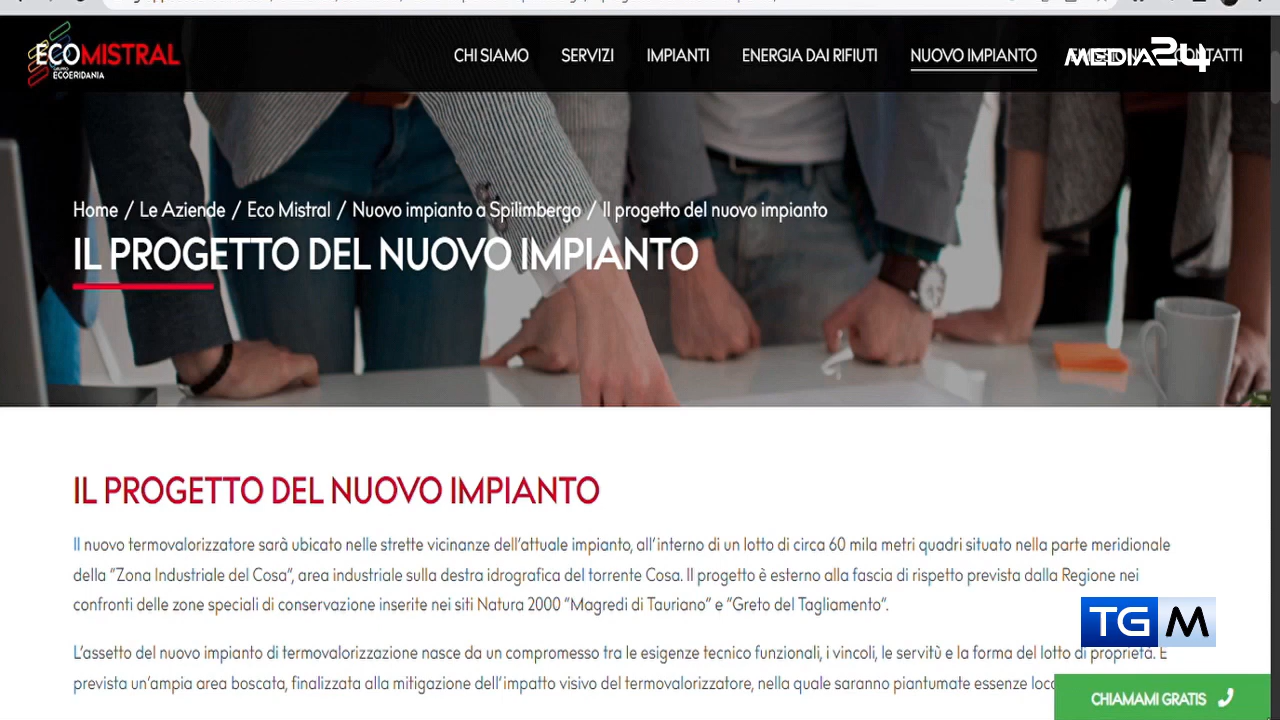 ECOMISTRAL
GRUPPO
ECOERIDANIA
CHI SIAMO
SERVIZI
IMPIANTI
ENERGIA DAI RIFIUTI
NUOVO IMPIANTO
MEDIA24
Home / Le Aziende / Eco Mistral / Nuovo impianto a Spilimbergo / Il progetto del nuovo impianto
IL PROGETTO DEL NUOVO IMPIANTO
IL PROGETTO DEL NUOVO IMPIANTO
Il nuovo termovalorizzatore sarà ubicato nelle strette vicinanze dell'attuale impianto, all'interno di un lotto di circa 60 mila metri quadri situato nella parte meridionale
della "Zona Industriale del Cosa", area industriale sulla destra idrografica del torrente Cosa. Il progetto è esterno alla fascia di rispetto prevista dalla Regione nei
confronti delle zone speciali di conservazione inserite nei siti Natura 2000 "Magredi di Tauriano" e "Greto del Tagliamento".
TG M
L'assetto del nuovo impianto di termovalorizzazione nasce da un compromesso tra le esigenze tecnico funzionali, i vincoli, le servitù e la forma del lotto di proprietà. È
prevista un'ampia area boscata, finalizzata alla mitigazione dell'impatto visivo del termovalorizzatore, nella quale saranno piantumate essenze
CHIAMAMI GRATIS